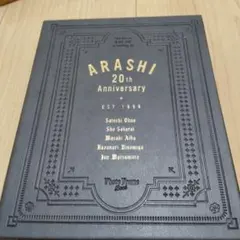 ARASHI
20th
Anniversary
EST 1999
Satoshi Ohno
Sho Sakurai
Masaki Aiba
Kazunari Ninomiya
Jun Matsumoto